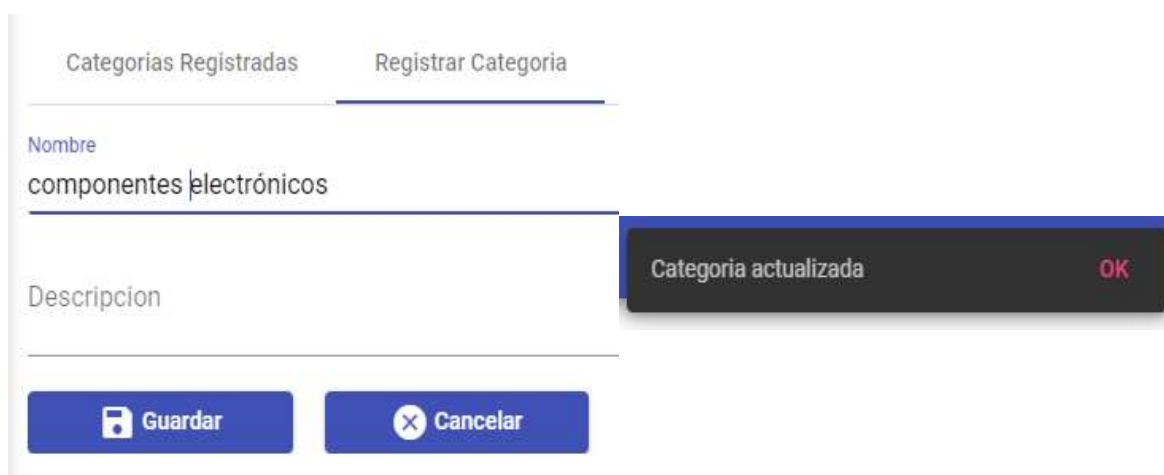 Categorias Registradas
Registrar Categoria
Nombre
componentes electrónicos
Descripcion
Guardar
Cancelar
Categoria actualizada
OK